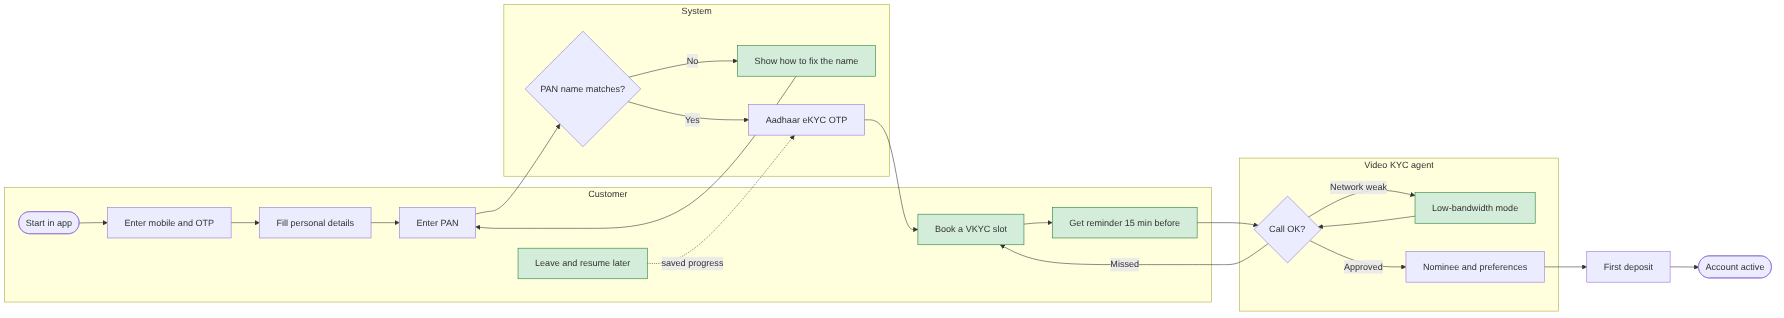 System
PAN name matches?
No
Show how to fix the name
Yes
Aadhaar eKYC OTP
Customer
Start in app
Enter mobile and OTP
Fill personal details
Enter PAN
Leave and resume later
saved progress
Book a VKYC slot
Get reminder 15 min before
Missed
Video KYC agent
Call OK?
Network weak
Low-bandwidth mode
Approved
Nominee and preferences
First deposit
Account active